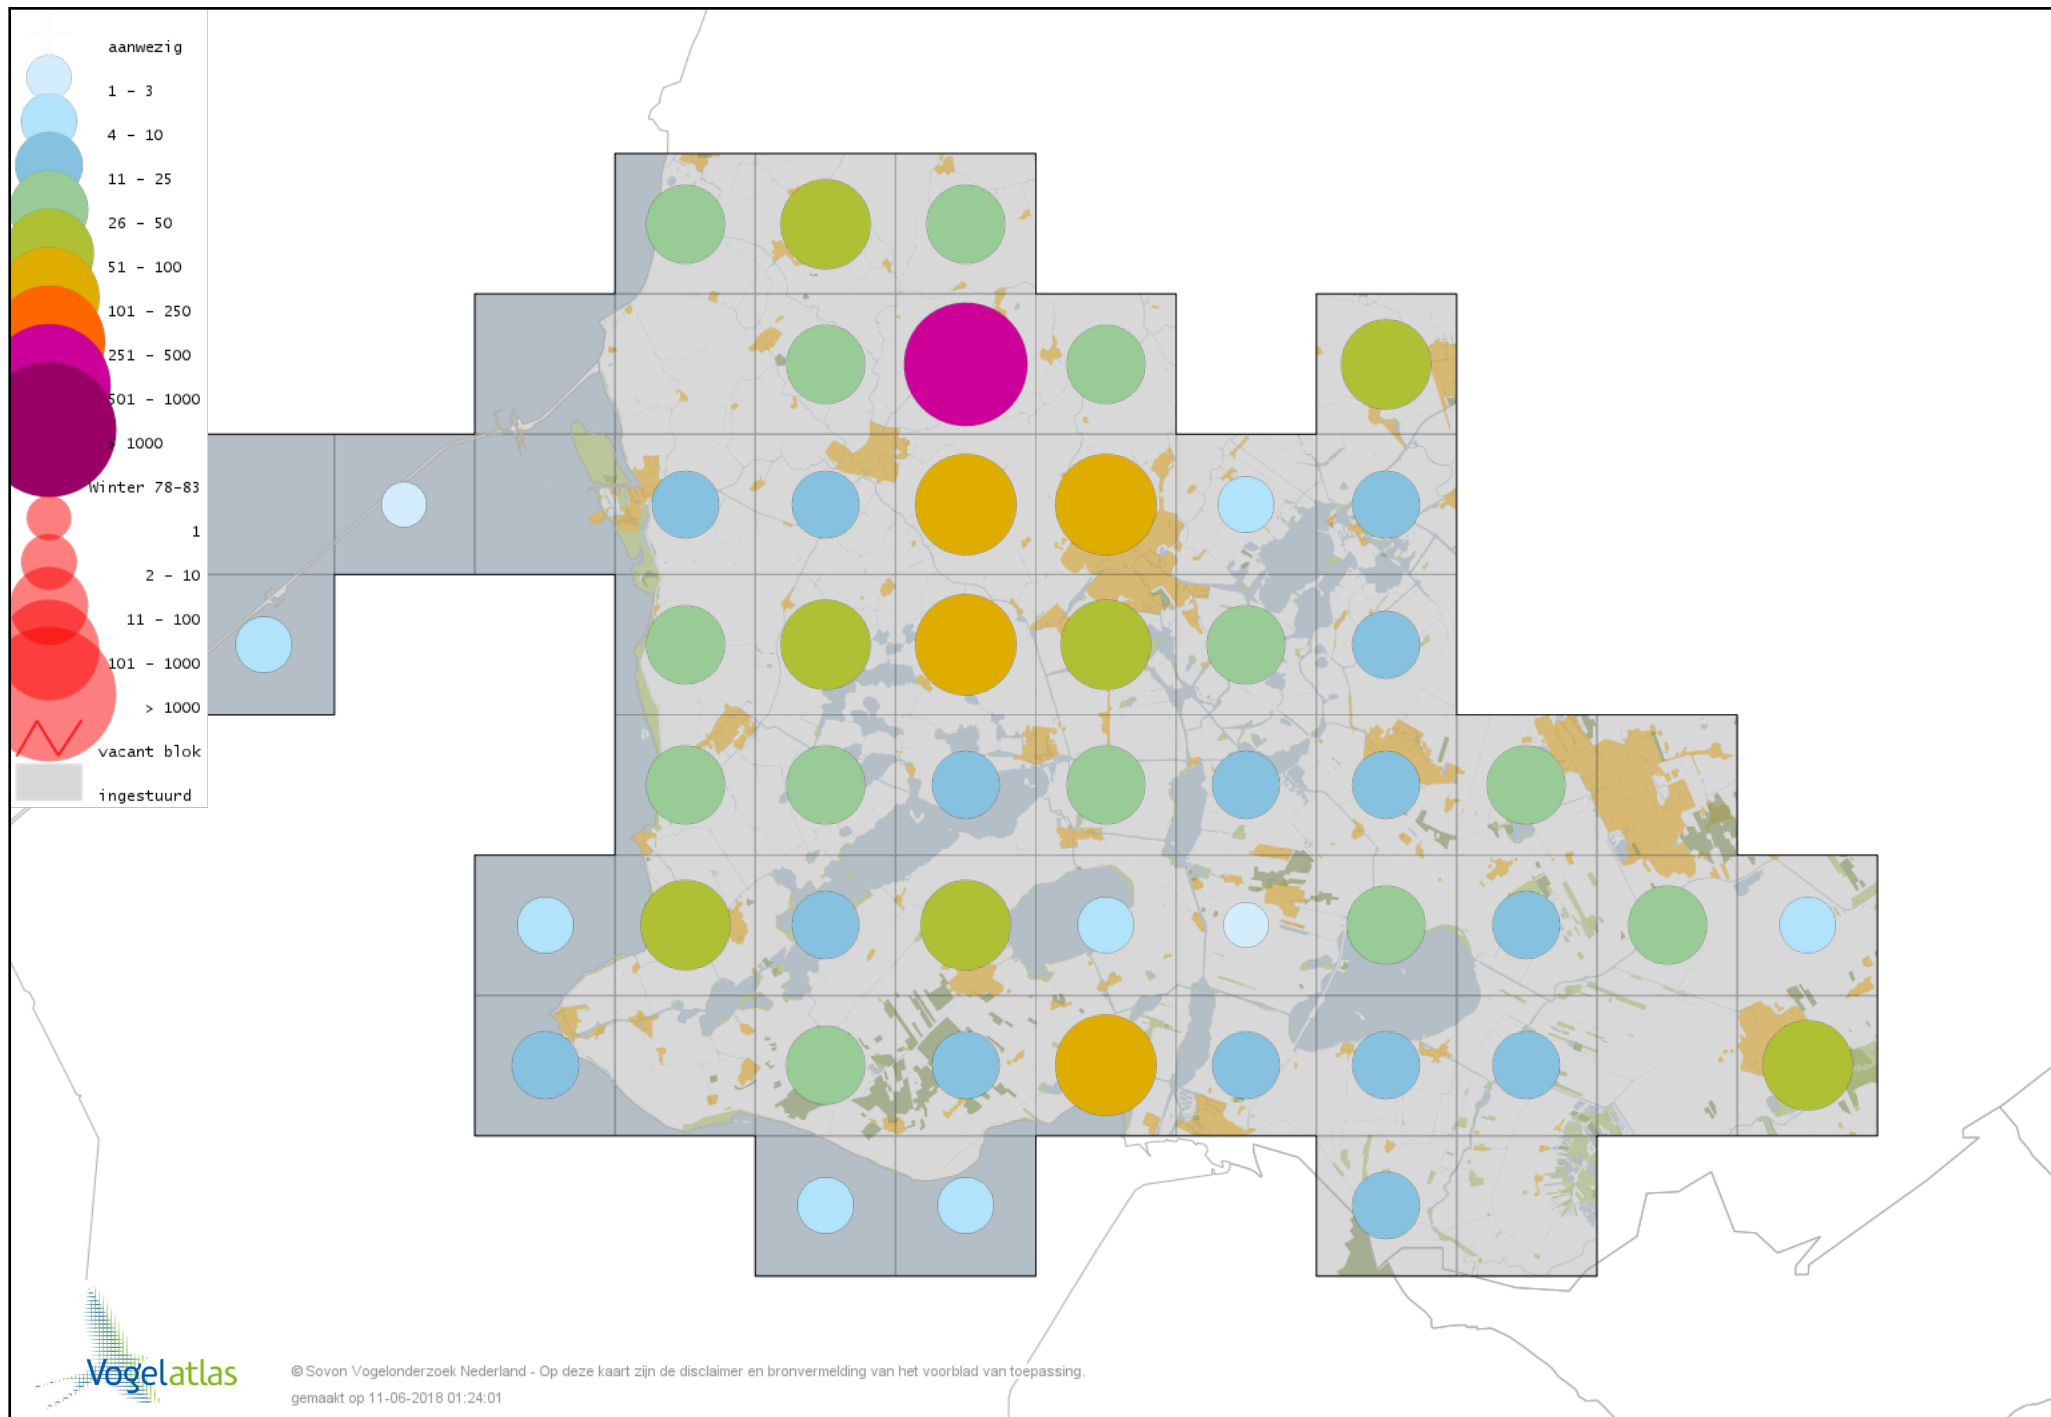 aanwezig
1 - 3
4 - 10
11 - 25
26 - 50
51 - 100
101 - 250
251 - 500
501 - 1000
> 1000
Winter 78-83
1
2 - 10
11 - 100
101 - 1000
> 1000
vacant blok
ingestuurd
Vogelatlas
© Sovon Vogelonderzoek Nederland - Op deze kaart zijn de disclaimer en bronvermelding van het voorblad van toepassing.
gemaakt op 11-06-2018 01:24:01